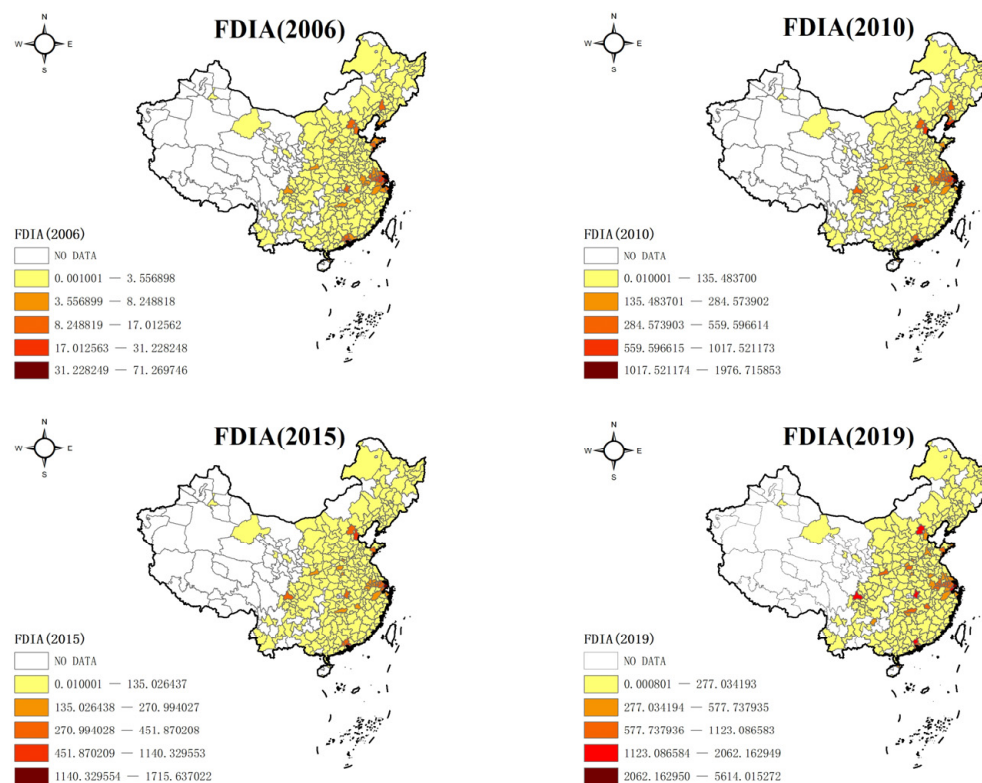 N
W E
S
FDIA(2006)
FDIA(2006)
NO DATA
0.001001 — 3.556898
3.556899 — 8.248818
8.248819 — 17.012562
17.012563 — 31.228248
31.228249 — 71.269746
N
W E
S
FDIA(2010)
FDIA(2010)
NO DATA
0.010001 — 135.483700
135.483701 — 284.573902
284.573903 — 559.596614
559.596615 — 1017.521173
1017.521174 — 1976.715853
N
W E
S
FDIA(2015)
FDIA(2015)
NO DATA
0.010001 — 135.026437
135.026438 — 270.994027
270.994028 — 451.870208
451.870209 — 1140.329553
1140.329554 — 1715.637022
N
W E
S
FDIA(2019)
FDIA(2019)
NO DATA
0.000801 — 277.034193
277.034194 — 577.737935
577.737936 — 1123.086583
1123.086584 — 2062.162949
2062.162950 — 5614.015272